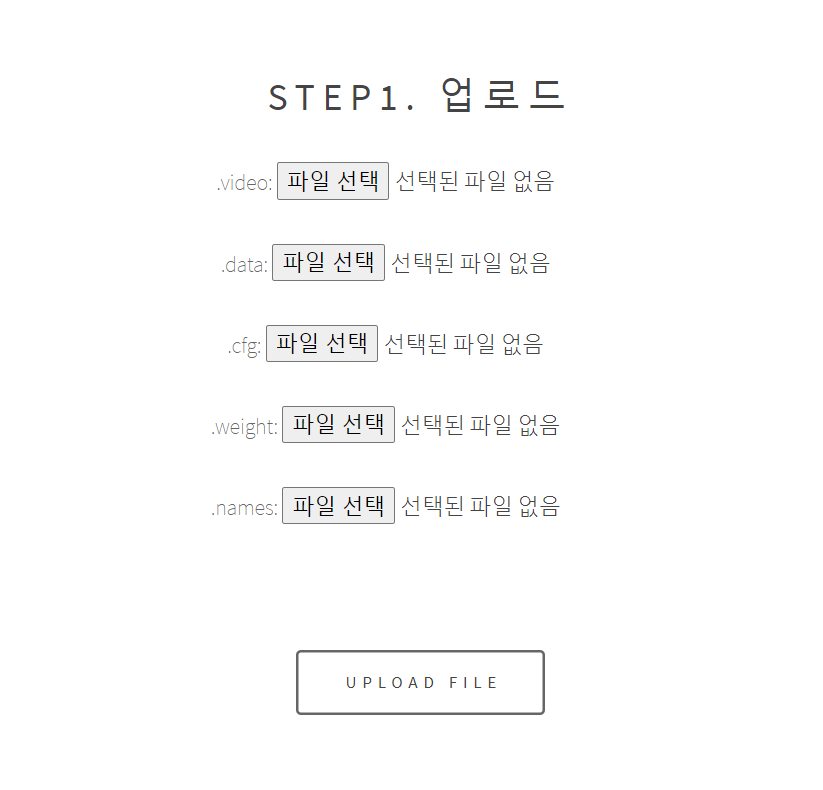 STEP1. 업로드
.video: 파일 선택 선택된 파일 없음
.data: 파일 선택 선택된 파일 없음
.cfg: 파일 선택 선택된 파일 없음
.weight: 파일 선택 선택된 파일 없음
.names: 파일 선택 선택된 파일 없음
UPLOAD FILE